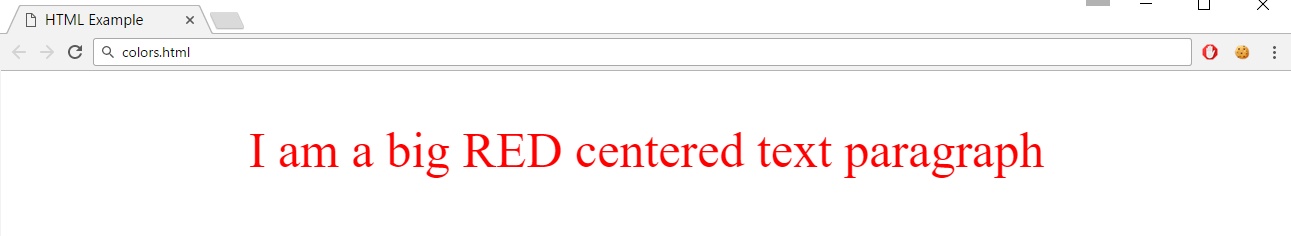 HTML Example
colors.html
I am a big RED centered text paragraph